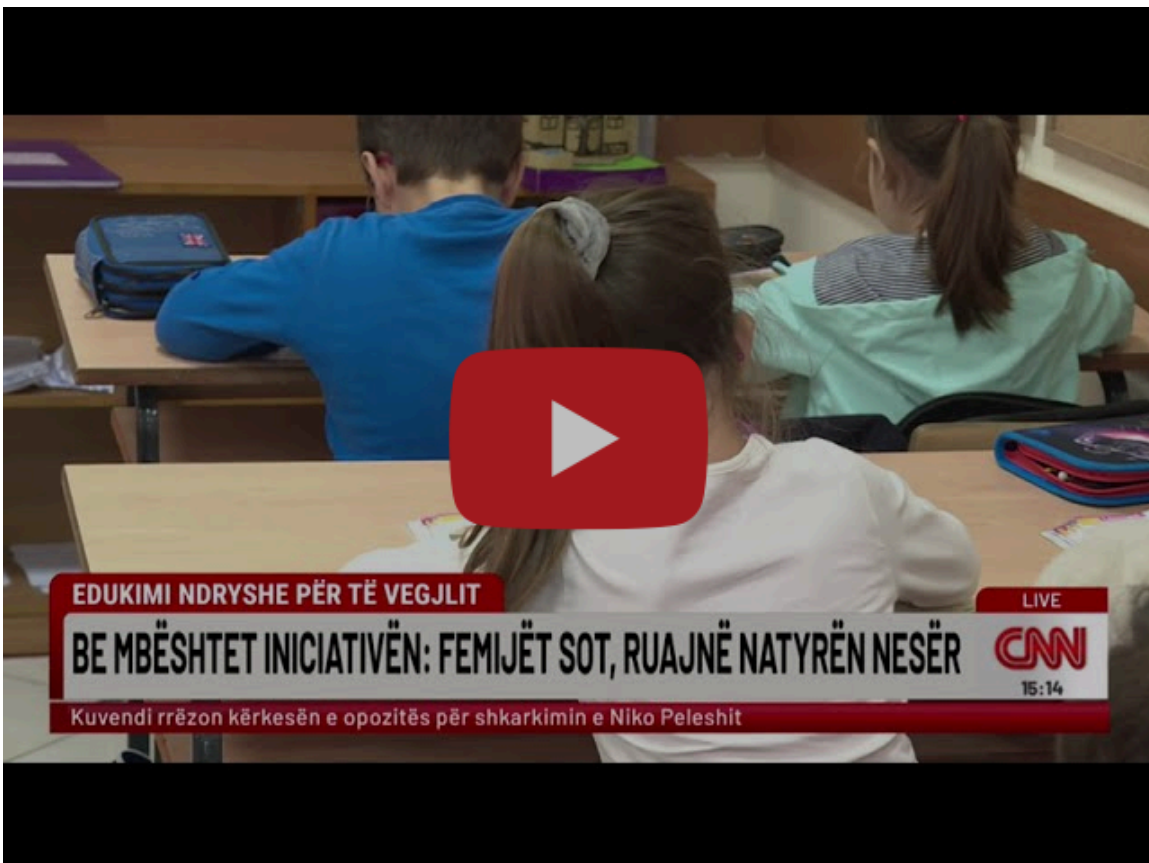 EDUKIMI NDRYSHE PËR TË VEGJLIT
LIVE
BE MBËSHTET INICIATIVËN: FEMIJËT SOT, RUAJNË NATYRËN NESËR
CNN
15:14
Kuvendi rrëzon kërkesën e opozitës për shkarkimin e Niko Peleshit